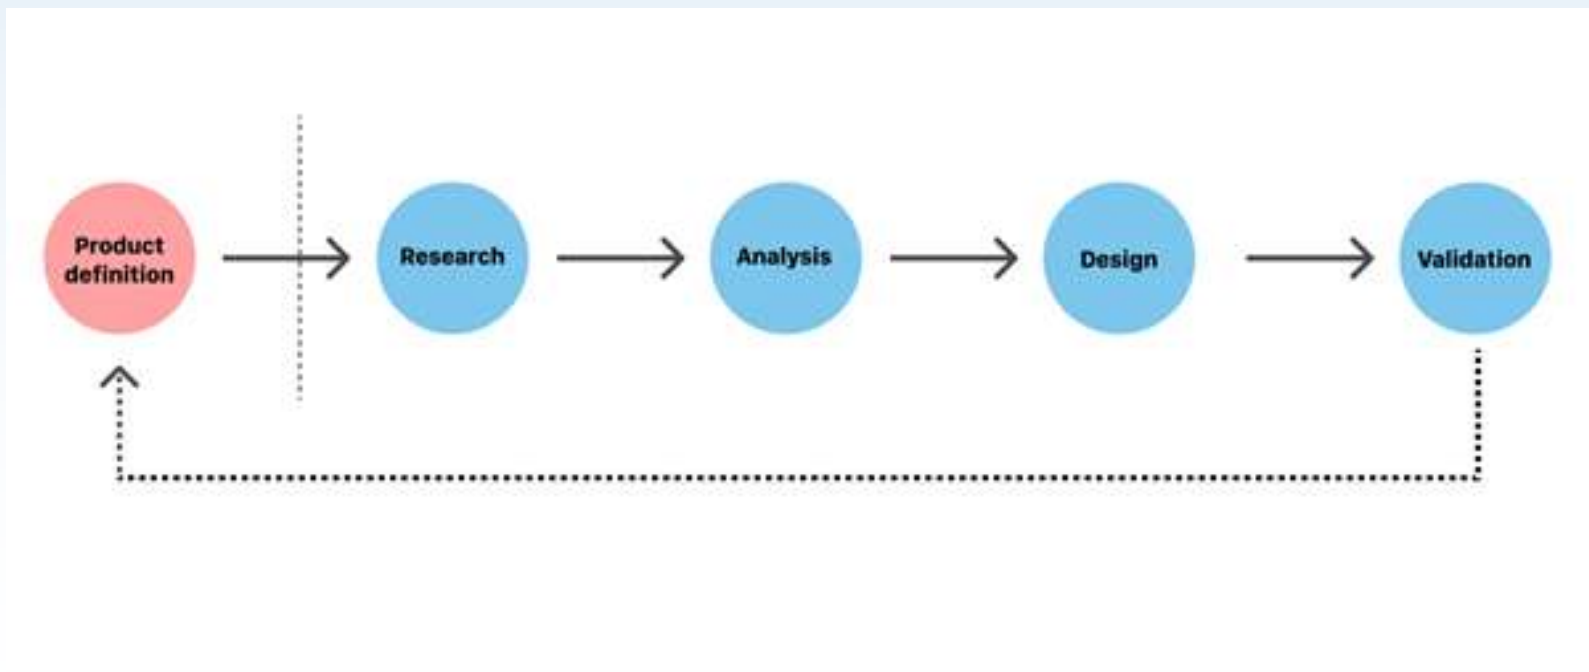 Product
definition
Research
Analysis
Design
Validation